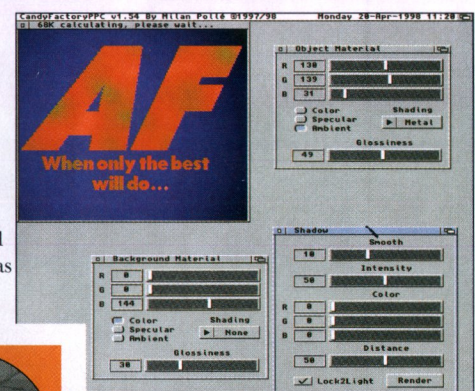 CandyFactoryPPC v1.54 By Milan Pollé ©1997/98 Monday 20-Apr-1998 11:20
68K calculating, please wait...
AF
When only the best
will do...
Object Material
R 130
G 139
B 31
Color
Specular
Ambient
Shading
Metal
Glossiness
49
as
Background Material
R 0
G 0
B 144
Color
Specular
Ambient
Shading
None
Glossiness
30
Shadow
Smooth
10
Intensity
50
Color
R 0
G 0
B 0
Distance
50
Lock2Light Render